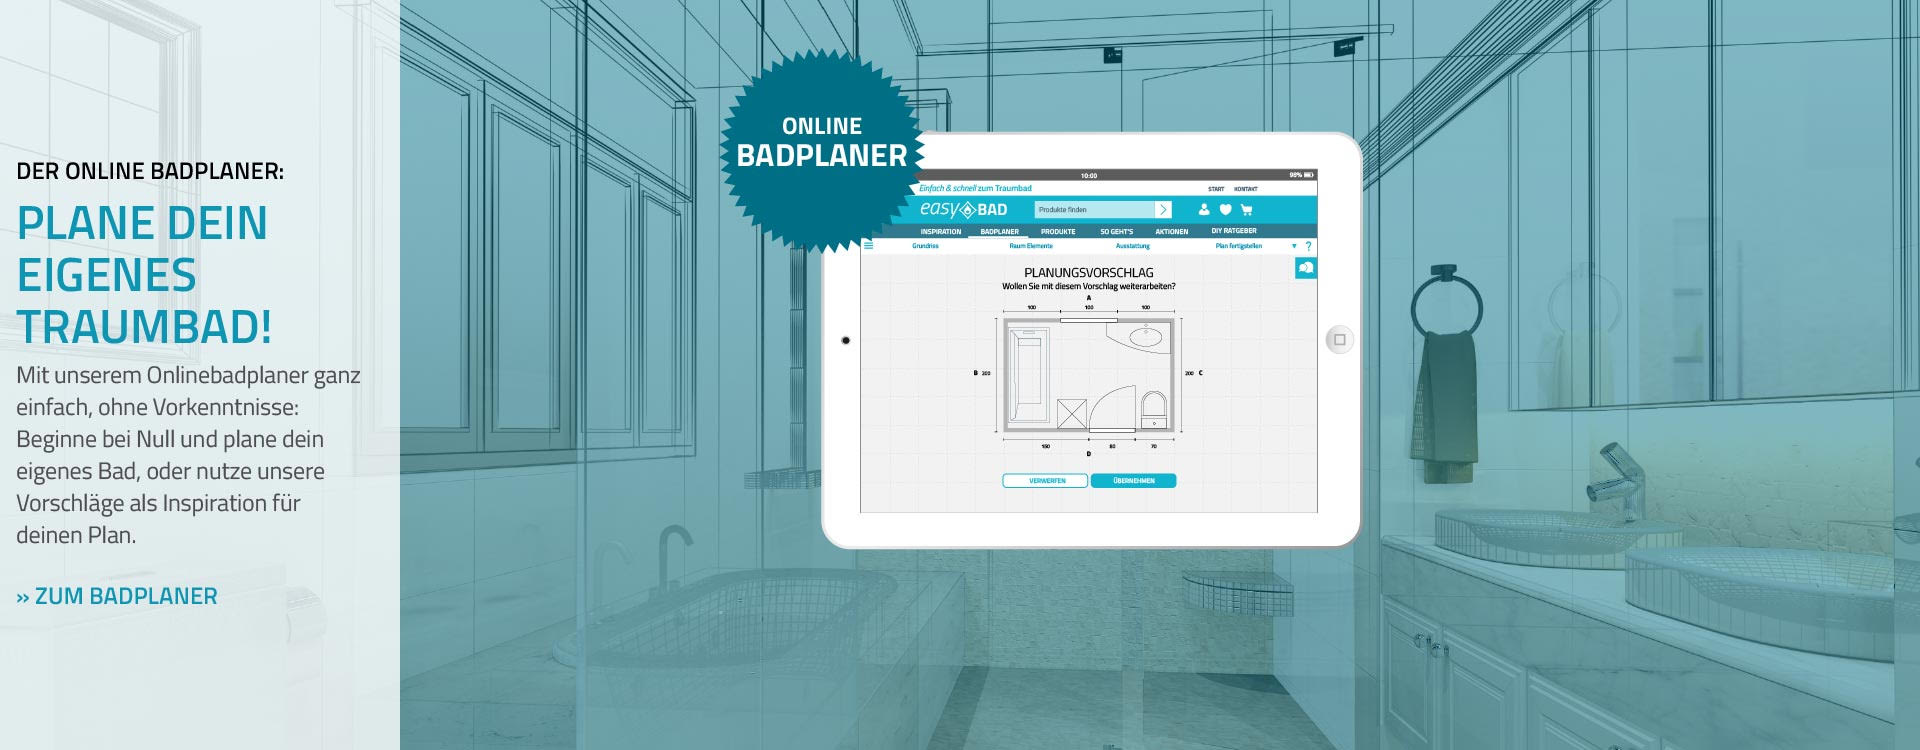 DER ONLINE BADPLANER:
PLANE DEIN
EIGENES
TRAUMBAD!
Mit unserem Onlinebadplaner ganz
einfach, ohne Vorkenntnisse:
Beginne bei Null und plane dein
eigenes Bad, oder nutze unsere
Vorschläge als Inspiration für
deinen Plan.
» ZUM BADPLANER
ONLINE
BADPLANER
10:00 98%
Einfach & schnell zum Traumbad START KONTAKT
easy BAD Produkte finden
INSPIRATION BADPLANER PRODUKTE SO GEHT'S AKTIONEN DIY RATGEBER
Grundriss Raum Elemente Ausstattung Plan fertigstellen ?
PLANUNGSVORSCHLAG
Wollen Sie mit diesem Vorschlag weiterarbeiten?
A
100 100 100
B 200 200 C
150 80 70
D
VERWERFEN ÜBERNEHMEN